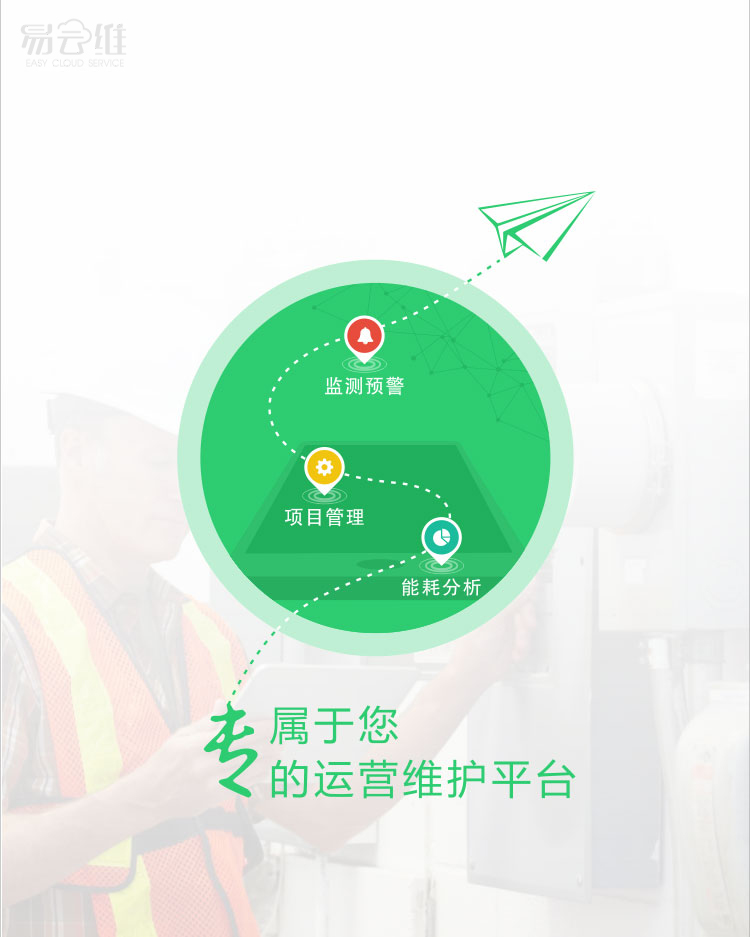 易云维
EASY CLOUD SERVICE
监测预警
项目管理
能耗分析
专属于您
的运营维护平台